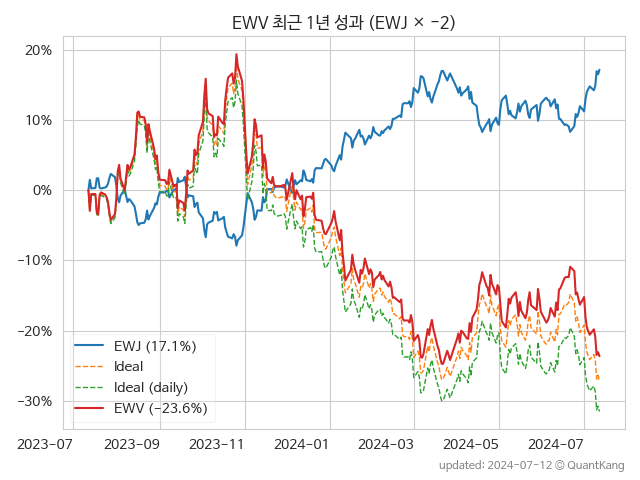 EWV 최근 1년 성과 (EWJ × −2)
20%
10%
0%
−10%
−20%
−30%
EWJ (17.1%)
Ideal
Ideal (daily)
EWV (−23.6%)
2023-07
2023-09
2023-11
2024-01
2024-03
2024-05
2024-07
updated: 2024-07-12 © QuantKang